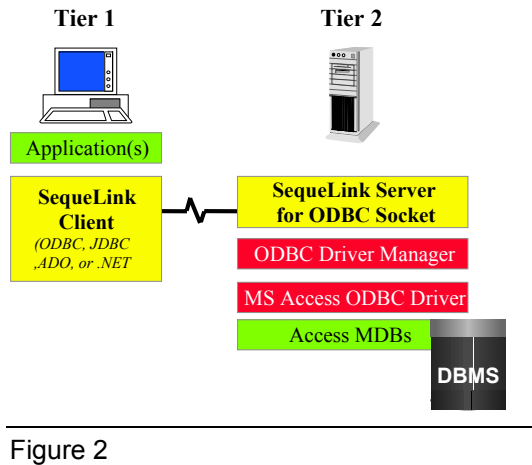 Tier 1
Tier 2
Application(s)
SequeLink
Client
(ODBC, JDBC
,ADO, or .NET
SequeLink Server
for ODBC Socket
ODBC Driver Manager
MS Access ODBC Driver
Access MDBs
DBMS
Figure 2